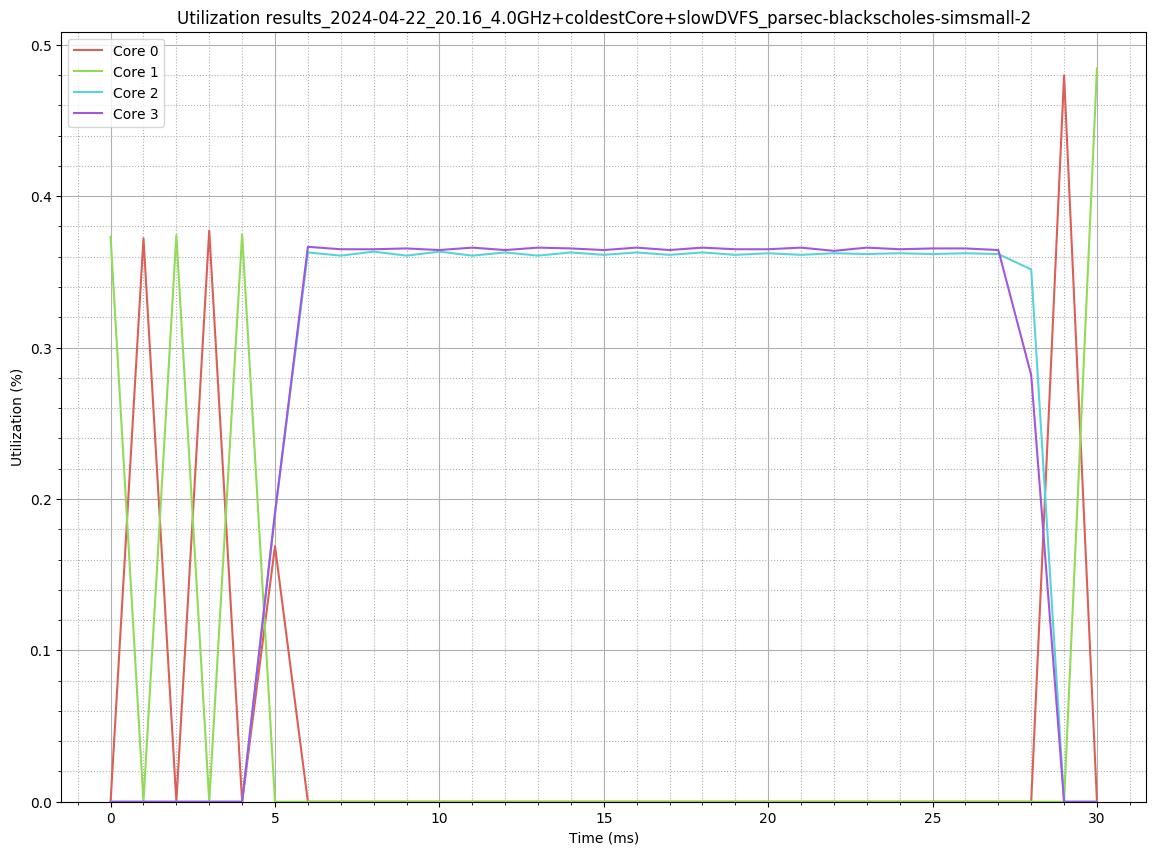 Utilization results_2024-04-22_20.16_4.0GHz+coldestCore+slowDVFS_parsec-blackscholes-simsmall-2
Core 0
Core 1
Core 2
Core 3
Utilization (%)
0.5
0.4
0.3
0.2
0.1
0.0
0 5 10 15 20 25 30
Time (ms)